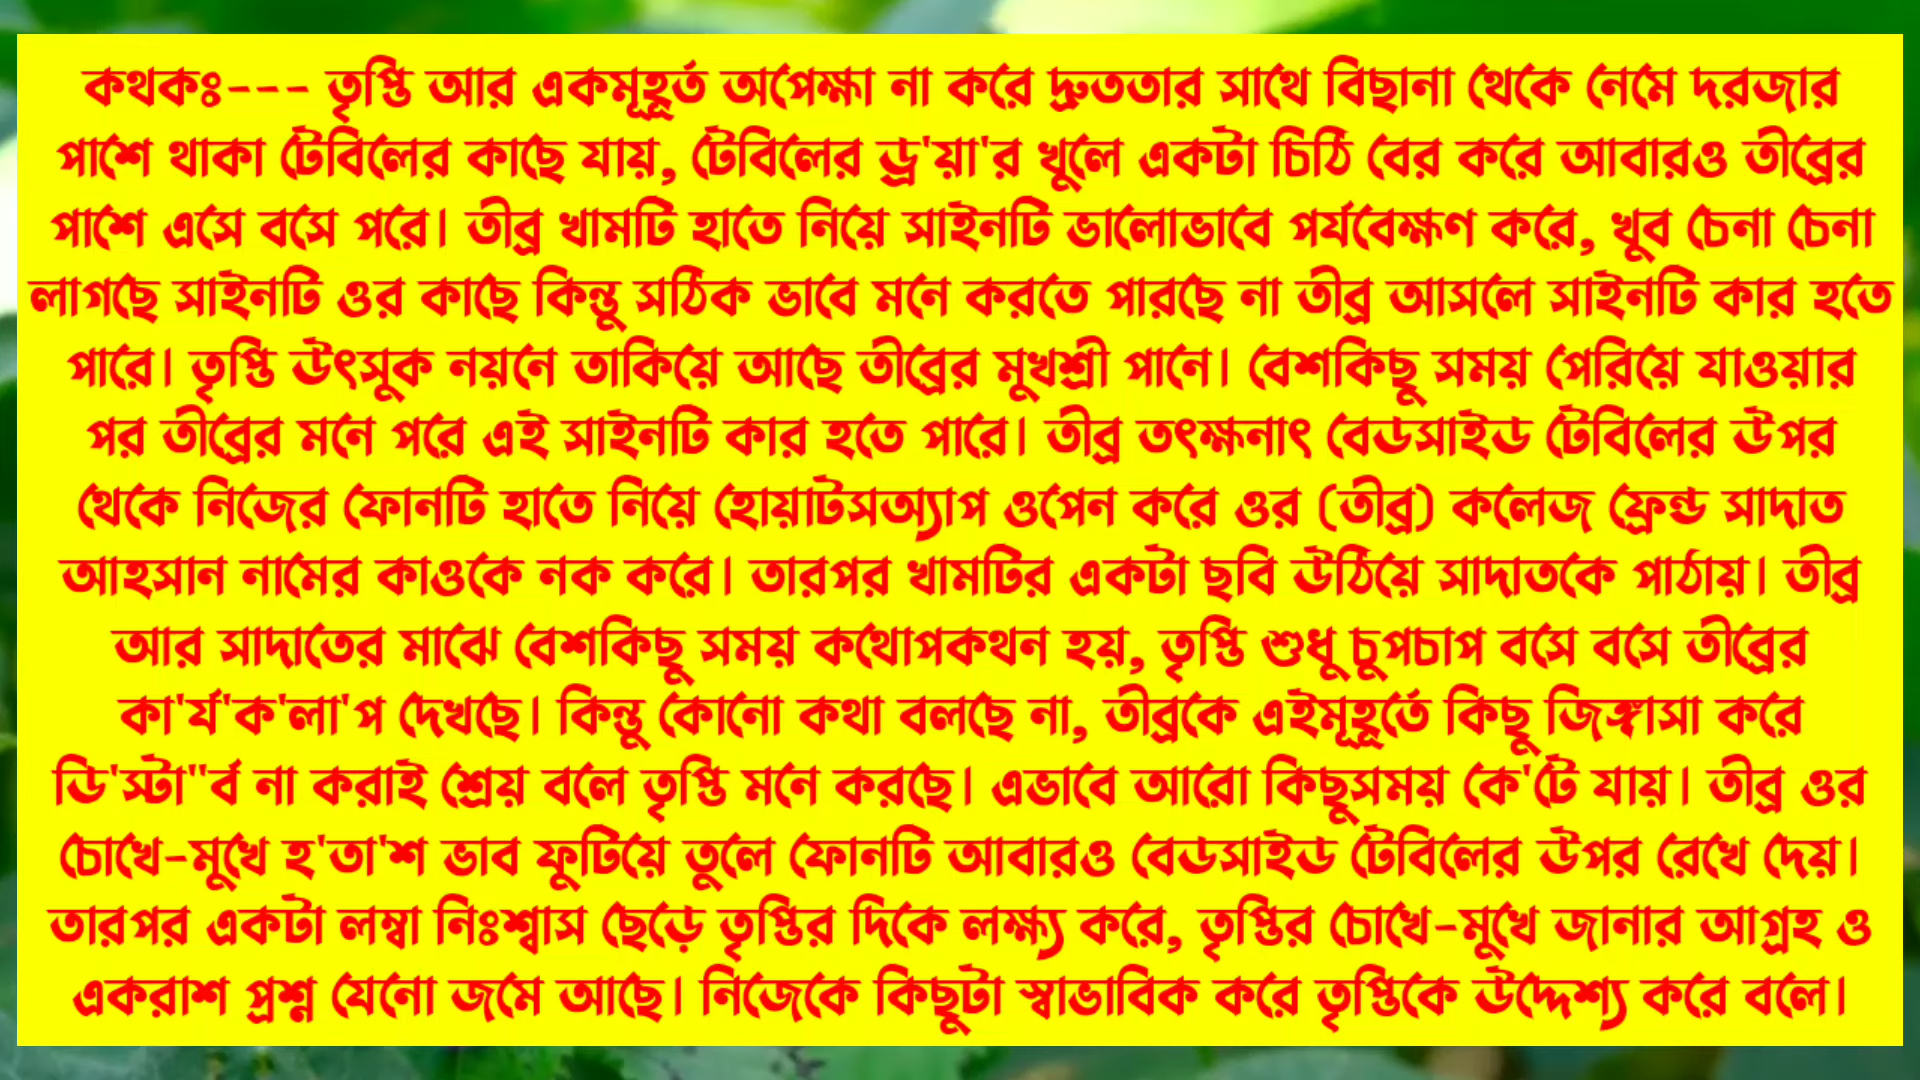 কথকঃ--- তৃপ্তি আর একমূহূর্ত অপেক্ষা না করে দ্রুততার সাথে বিছানা থেকে নেমে দরজার
পাশে থাকা টেবিলের কাছে যায়, টেবিলের ড্র'য়া'র খুলে একটা চিঠি বের করে আবারও তীব্রের
পাশে এসে বসে পরে। তীব্র খামটি হাতে নিয়ে সাইনটি ভালোভাবে পর্যবেক্ষণ করে, খুব চেনা চেনা
লাগছে সাইনটি ওর কাছে কিন্তু সঠিক ভাবে মনে করতে পারছে না তীব্র আসলে সাইনটি কার হতে
পারে। তৃপ্তি উৎসুক নয়নে তাকিয়ে আছে তীব্রের মুখশ্রী পানে। বেশকিছু সময় পেরিয়ে যাওয়ার
পর তীব্রের মনে পরে এই সাইনটি কার হতে পারে। তীব্র তৎক্ষনাৎ বেডসাইড টেবিলের উপর
থেকে নিজের ফোনটি হাতে নিয়ে হোয়াটসঅ্যাপ ওপেন করে ওর (তীব্র) কলেজ ফ্রেন্ড সাদাত
আহসান নামের কাওকে নক করে। তারপর খামটির একটা ছবি উঠিয়ে সাদাতকে পাঠায়। তীব্র
আর সাদাতের মাঝে বেশকিছু সময় কথোপকথন হয়, তৃপ্তি শুধু চুপচাপ বসে বসে তীব্রের
কা'র্য'ক'লা'প দেখছে। কিন্তু কোনো কথা বলছে না, তীব্রকে এইমূহূর্তে কিছু জিঙ্গাসা করে
ডি'স্টা"র্ব না করাই শ্রেয় বলে তৃপ্তি মনে করছে। এভাবে আরো কিছুসময় কে'টে যায়। তীব্র ওর
চোখে-মুখে হ'তা'শ ভাব ফুটিয়ে তুলে ফোনটি আবারও বেডসাইড টেবিলের উপর রেখে দেয়।
তারপর একটা লম্বা নিঃশ্বাস ছেড়ে তৃপ্তির দিকে লক্ষ্য করে, তৃপ্তির চোখে-মুখে জানার আগ্রহ ও
একরাশ প্রশ্ন যেনো জমে আছে। নিজেকে কিছুটা স্বাভাবিক করে তৃপ্তিকে উদ্দেশ্য করে বলে।